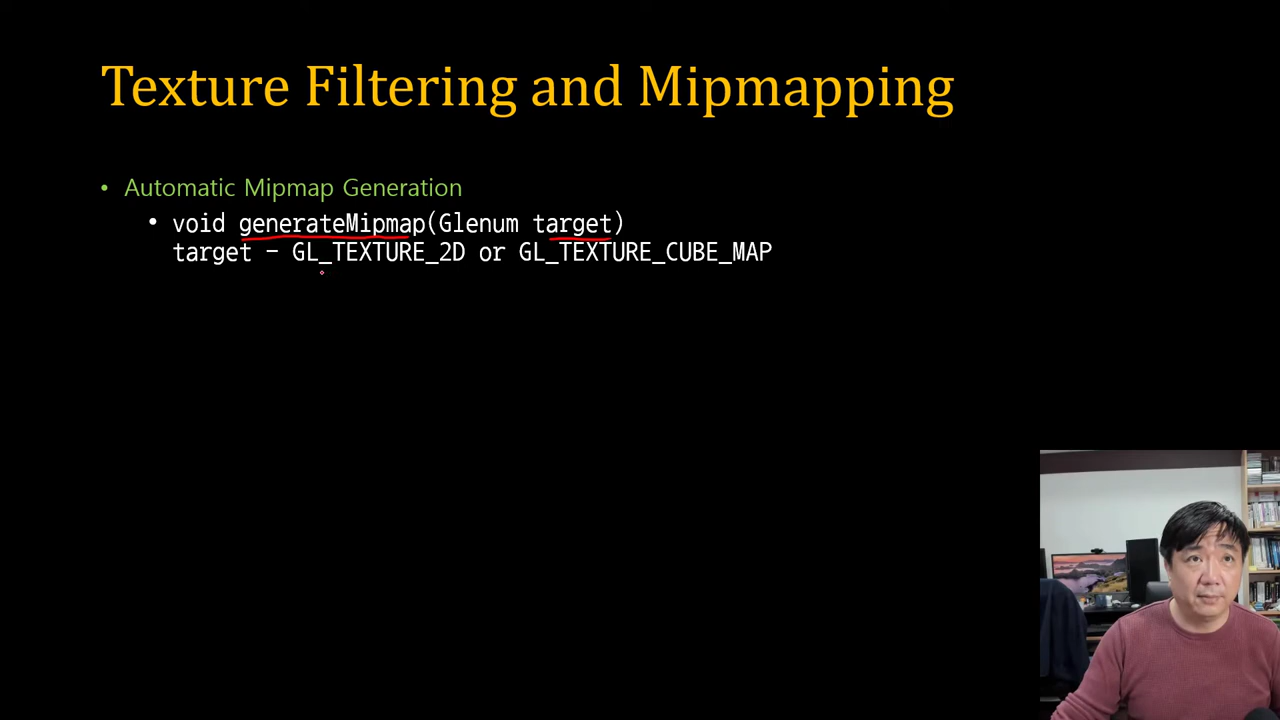 Texture Filtering and Mipmapping
• Automatic Mipmap Generation
• void generateMipmap(Glenum target)
target – GL_TEXTURE_2D or GL_TEXTURE_CUBE_MAP